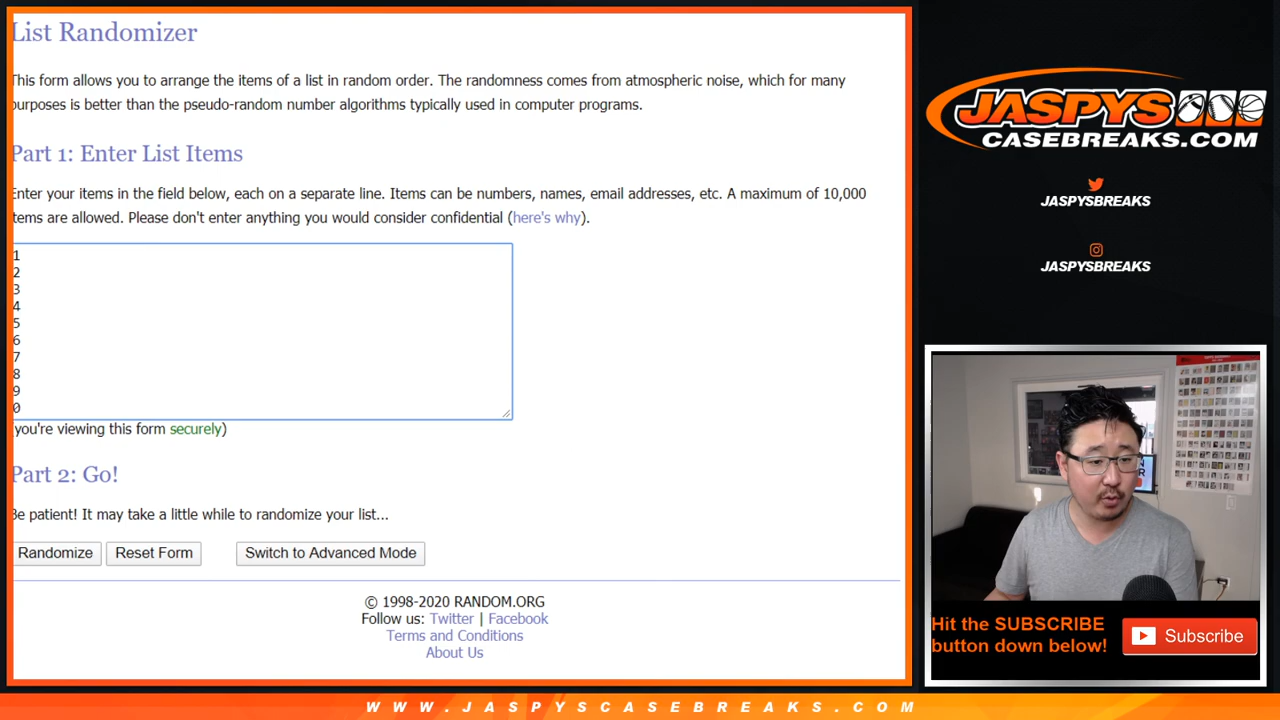 List Randomizer
This form allows you to arrange the items of a list in random order. The randomness comes from atmospheric noise, which for many
purposes is better than the pseudo-random number algorithms typically used in computer programs.
Part 1: Enter List Items
Enter your items in the field below, each on a separate line. Items can be numbers, names, email addresses, etc. A maximum of 10,000
items are allowed. Please don't enter anything you would consider confidential (here's why).
1
2
3
4
5
6
7
8
9
0
you're viewing this form securely)
Part 2: Go!
Be patient! It may take a little while to randomize your list...
Randomize
Reset Form
Switch to Advanced Mode
© 1998-2020 RANDOM.ORG
Follow us: Twitter | Facebook
Terms and Conditions
About Us
JASPYS
CASEBREAKS.COM
JASPYSBREAKS
JASPYSBREAKS
Hit the SUBSCRIBE
button down below!
Subscribe
WWW.JASPYSCASEBREAKS.COM